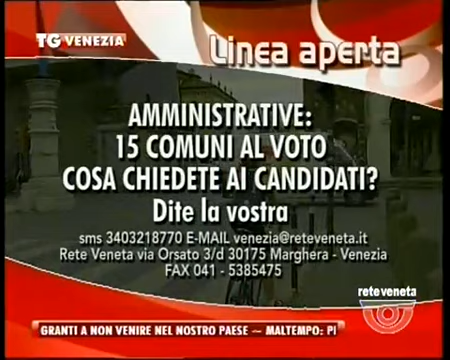 TG VENEZIA
Linea aperta
AMMINISTRATIVE:
15 COMUNI AL VOTO
COSA CHIEDETE AI CANDIDATI?
Dite la vostra
sms 3403218770 E-MAIL venezia@reteveneta.it
Rete Veneta via Orsato 3/d 30175 Marghera - Venezia
FAX 041 - 5385475
reteveneta
GRANTI A NON VENIRE NEL NOSTRO PAESE — MALTEMPO: PI